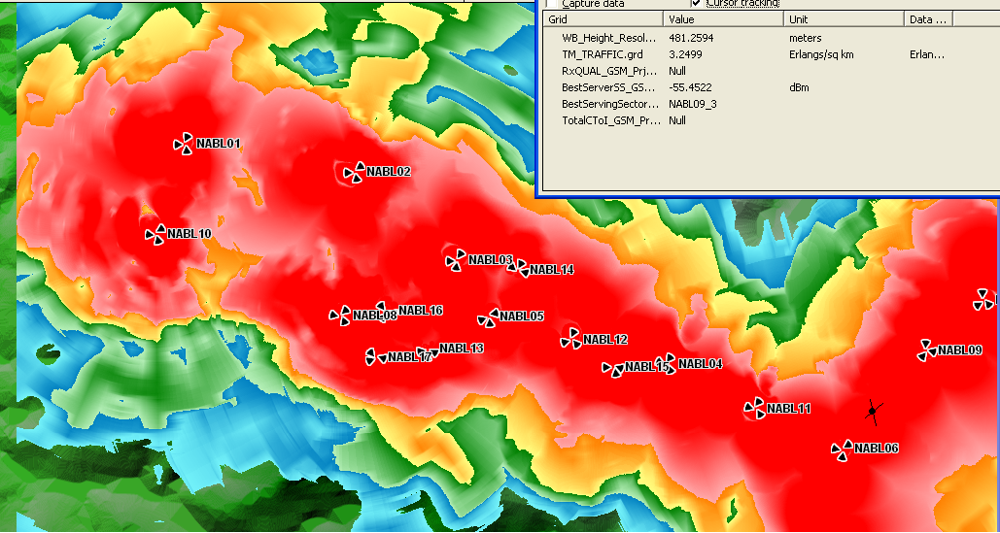 Capture data Cursor tracking
Grid Value Unit Data ...
WB_Height_Resol... 481.2594 meters
TM_TRAFFIC.grd 3.2499 Erlangs/sq km Erlan...
RxQUAL_GSM_Prj... Null
BestServerSS_GS... -55.4522 dBm
BestServingSector... NABL09_3
TotalCToI_GSM_Pr... Null
NABL01
NABL02
NABL10
NABL03
NABL14
NABL08
NABL16
NABL05
NABL12
NABL13
NABL17
NABL15
NABL04
NABL09
NABL11
NABL06